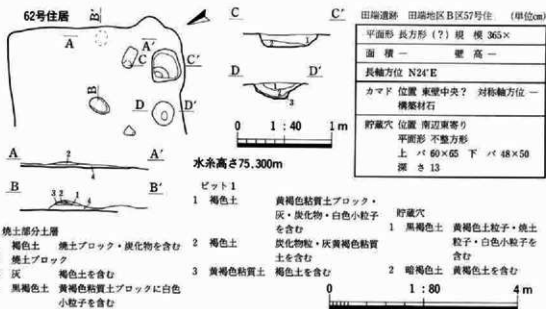 62号住居
田端遺跡 田端地区B区57号住 (単位cm)
平面形 長方形(?) 規模 365×
面積 ー 壁高 ー
長軸方位 N24°E
カマド 位置 東壁中央? 対称軸方位 ー
構築材石
貯蔵穴 位置 南辺東寄り
平面形 不整方形
上バ 60×65 下バ 48×50
深さ 13
B′
A
A′
C
C′
B
D
D′
C C′
1
D D′
3
0 1:40 1m
水糸高さ75.300m
A A′
2
4
B B′
3 2 1 4
焼土部分土層
褐色土 焼土ブロック・炭化物を含む
焼土ブロック
灰 褐色土を含む
黒褐色土 黄褐色粘質土ブロックに白色
小粒子を含む
ピット1
1 褐色土 黄褐色粘質土ブロック・
灰・炭化物・白色小粒子
を含む
2 褐色土 炭化物粒・灰黄褐色粘質
土を含む
3 黄褐色粘質土 褐色土を含む
貯蔵穴
1 黒褐色土 黄褐色土粒子・焼土
粒子・白色小粒子を
含む
2 暗褐色土 黄褐色土を含む
0 1:80 4m